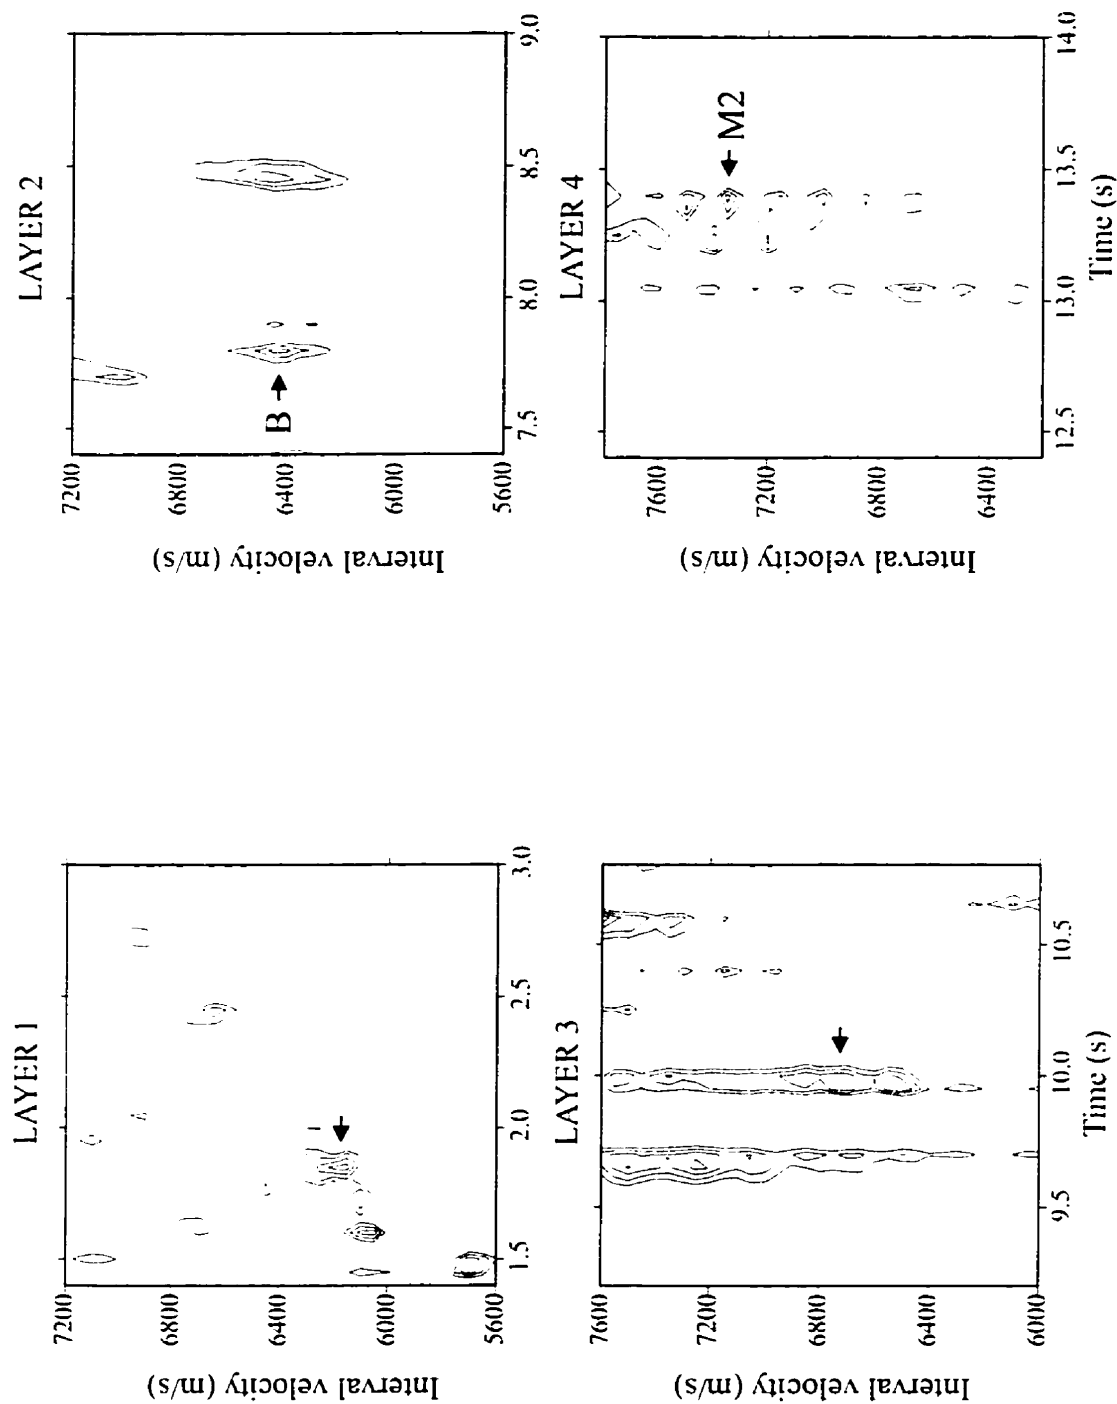 LAYER 1
Interval velocity (m/s)
7200
6800
6400
6000
5600
1.5
2.0
2.5
3.0
LAYER 2
Interval velocity (m/s)
7200
6800
6400
6000
5600
7.5
8.0
8.5
9.0
B
LAYER 3
Interval velocity (m/s)
7600
7200
6800
6400
6000
9.5
10.0
10.5
Time (s)
LAYER 4
Interval velocity (m/s)
7600
7200
6800
6400
12.5
13.0
13.5
14.0
Time (s)
M2